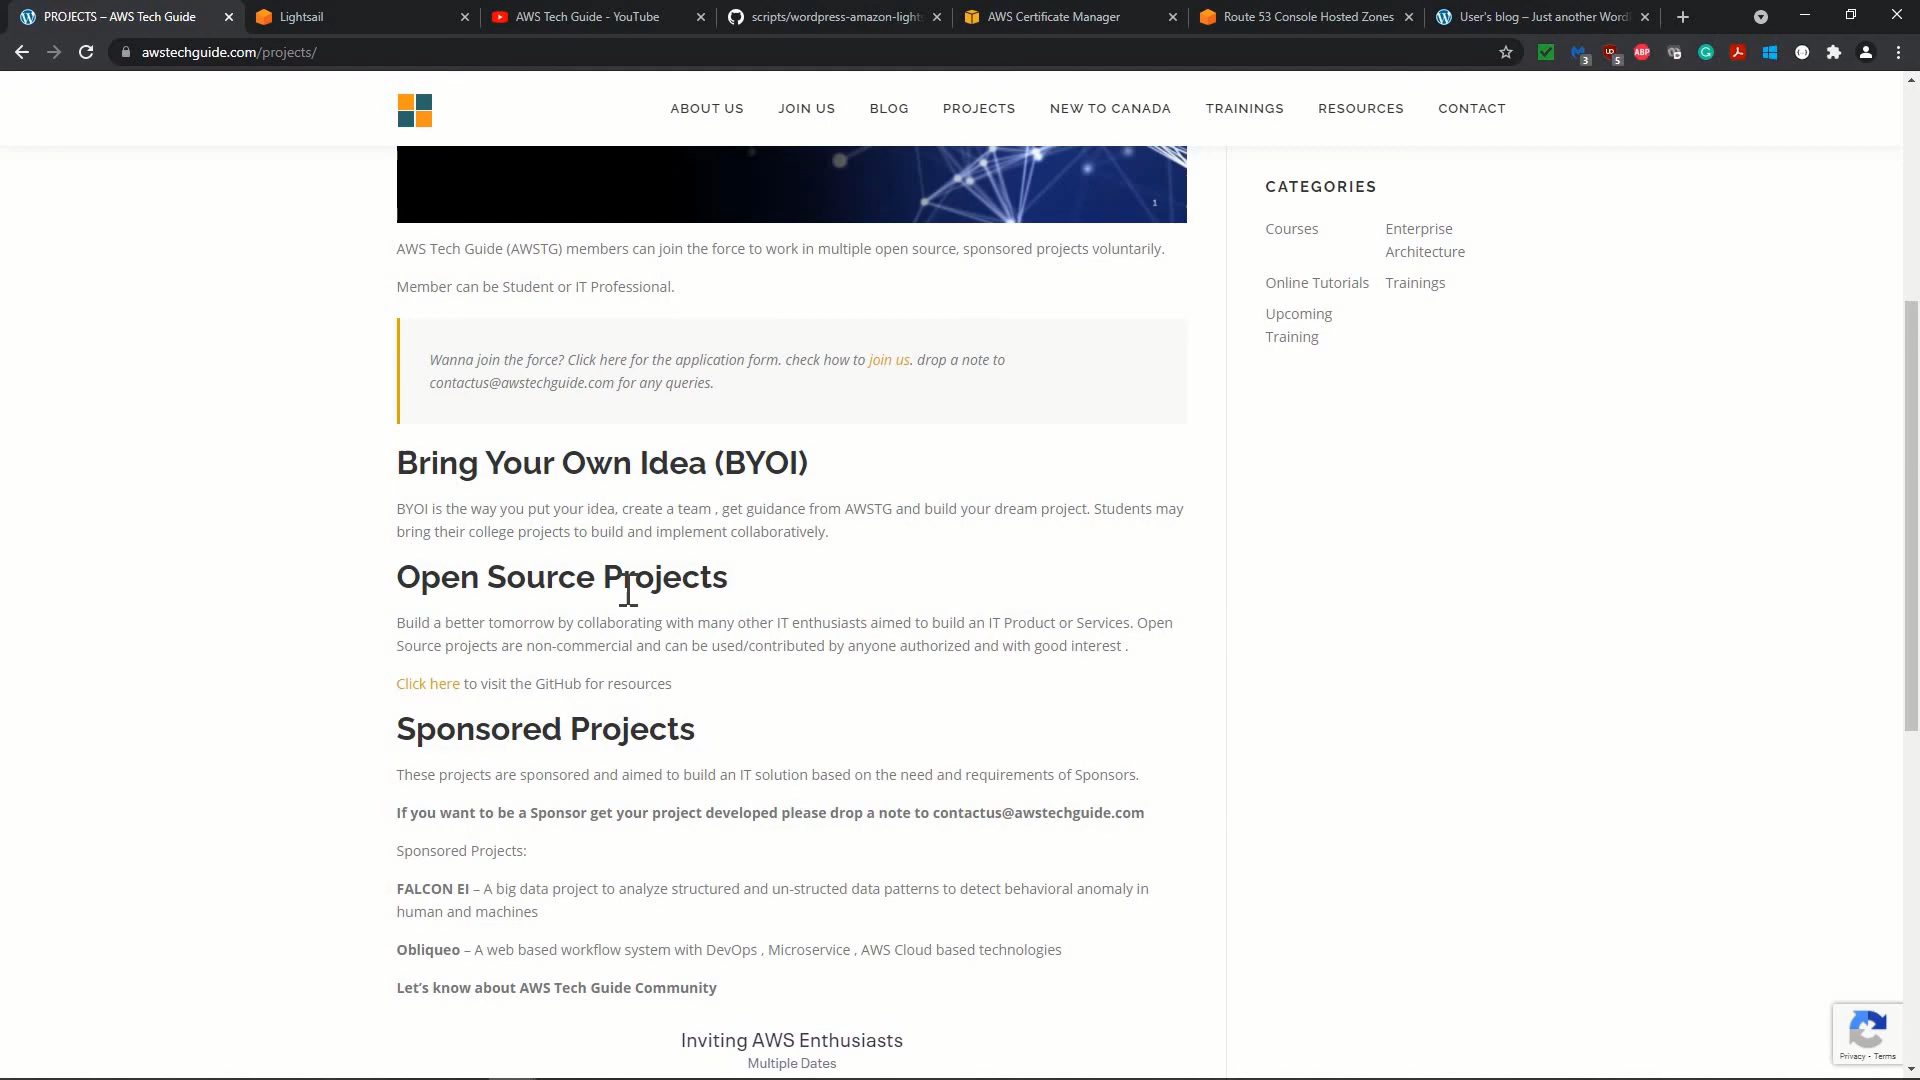 PROJECTS – AWS Tech Guide
Lightsail
AWS Tech Guide - YouTube
scripts/wordpress-amazon-light
AWS Certificate Manager
Route 53 Console Hosted Zones
User's blog – Just another Word
awstechguide.com/projects/
3
5
ABP
ABOUT US
JOIN US
BLOG
PROJECTS
NEW TO CANADA
TRAININGS
RESOURCES
CONTACT
1
AWS Tech Guide (AWSTG) members can join the force to work in multiple open source, sponsored projects voluntarily.
Member can be Student or IT Professional.
Wanna join the force? Click here for the application form. check how to join us. drop a note to
contactus@awstechguide.com for any queries.
Bring Your Own Idea (BYOI)
BYOI is the way you put your idea, create a team , get guidance from AWSTG and build your dream project. Students may
bring their college projects to build and implement collaboratively.
Open Source Projects
Build a better tomorrow by collaborating with many other IT enthusiasts aimed to build an IT Product or Services. Open
Source projects are non-commercial and can be used/contributed by anyone authorized and with good interest .
Click here to visit the GitHub for resources
Sponsored Projects
These projects are sponsored and aimed to build an IT solution based on the need and requirements of Sponsors.
If you want to be a Sponsor get your project developed please drop a note to contactus@awstechguide.com
Sponsored Projects:
FALCON EI – A big data project to analyze structured and un-structed data patterns to detect behavioral anomaly in
human and machines
Obliqueo – A web based workflow system with DevOps , Microservice , AWS Cloud based technologies
Let's know about AWS Tech Guide Community
Inviting AWS Enthusiasts
Multiple Dates
CATEGORIES
Courses
Enterprise
Architecture
Online Tutorials
Trainings
Upcoming
Training
Privacy - Terms